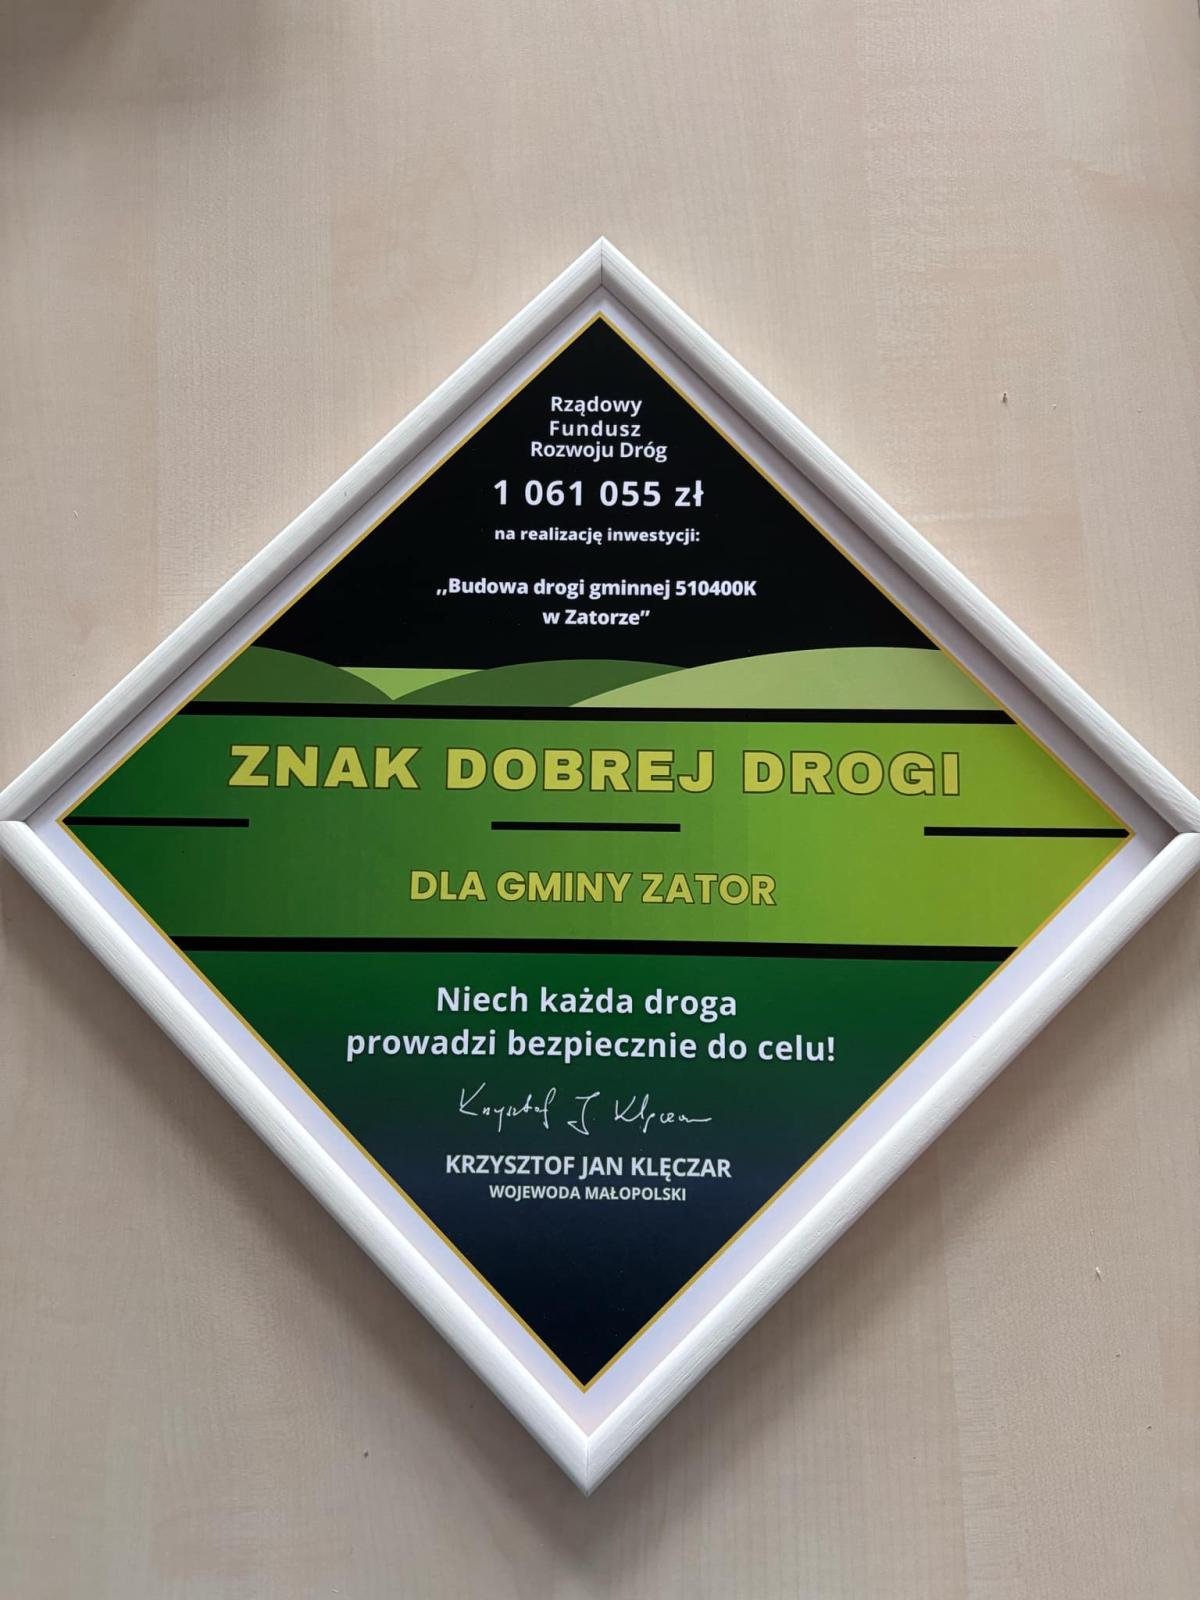 Rządowy
Fundusz
Rozwoju Dróg
1 061 055 zł
na realizację inwestycji:
,,Budowa drogi gminnej 510400K
w Zatorze”
ZNAK DOBREJ DROGI
DLA GMINY ZATOR
Niech każda droga
prowadzi bezpiecznie do celu!
Krzysztof J. Klęczar
KRZYSZTOF JAN KLĘCZAR
WOJEWODA MAŁOPOLSKI